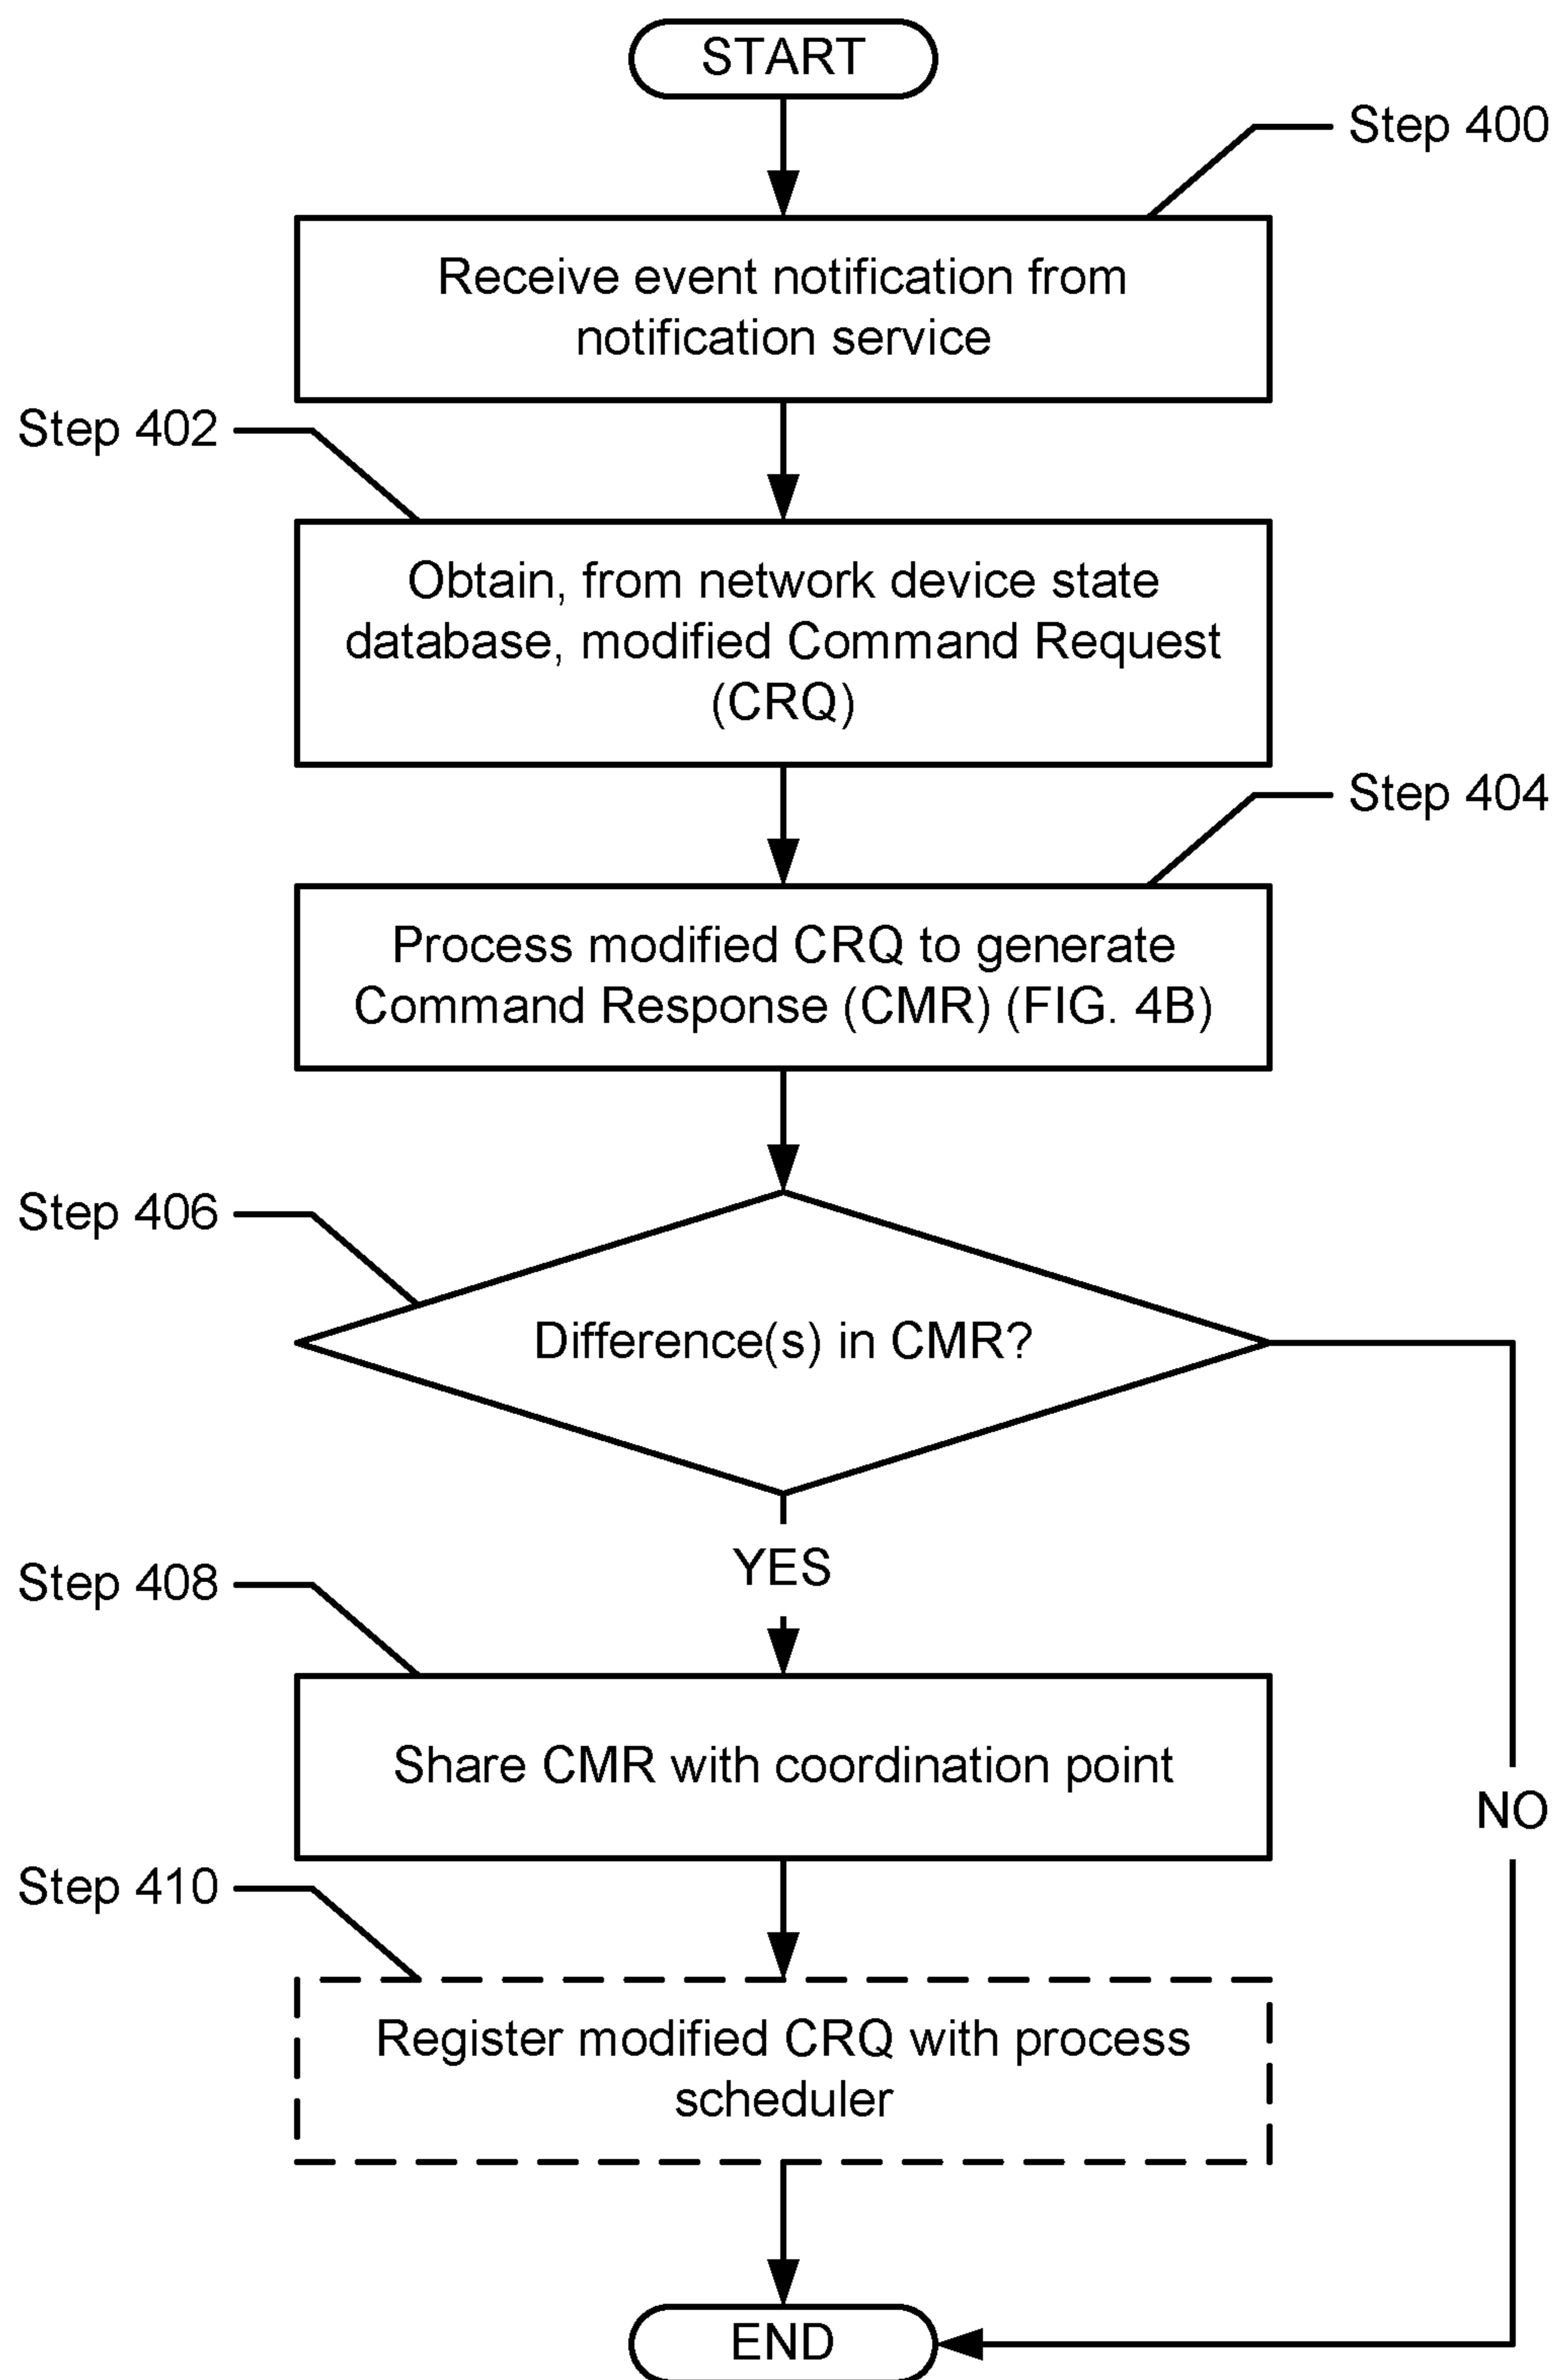 START
Step 400
Receive event notification from
notification service
Step 402
Obtain, from network device state
database, modified Command Request
(CRQ)
Step 404
Process modified CRQ to generate
Command Response (CMR) (FIG. 4B)
Step 406
Difference(s) in CMR?
YES
Step 408
Share CMR with coordination point
NO
Step 410
Register modified CRQ with process
scheduler
END